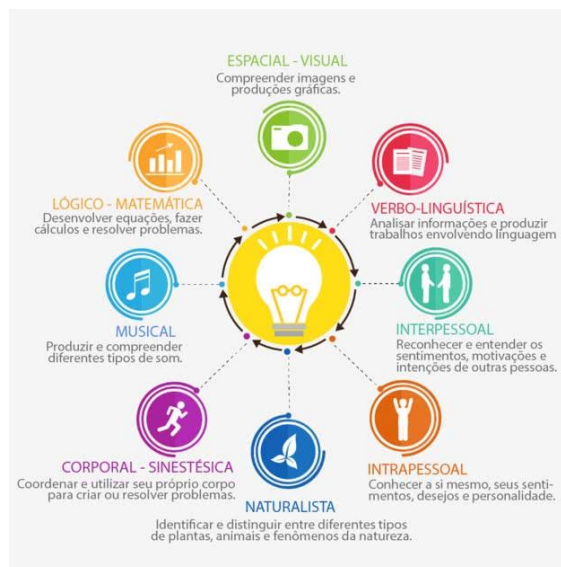 ESPACIAL - VISUAL
Compreender imagens e
produções gráficas.
LÓGICO - MATEMÁTICA
Desenvolver equações, fazer
cálculos e resolver problemas.
VERBO-LINGUÍSTICA
Analisar informações e produzir
trabalhos envolvendo linguagem
MUSICAL
Produzir e compreender
diferentes tipos de som.
INTERPESSOAL
Reconhecer e entender os
sentimentos, motivações e
intenções de outras pessoas.
CORPORAL - SINESTÉSICA
Coordenar e utilizar seu próprio corpo
para criar ou resolver problemas.
INTRAPESSOAL
Conhecer a si mesmo, seus senti-
mentos, desejos e personalidade.
NATURALISTA
Identificar e distinguir entre diferentes tipos
de plantas, animais e fenômenos da natureza.